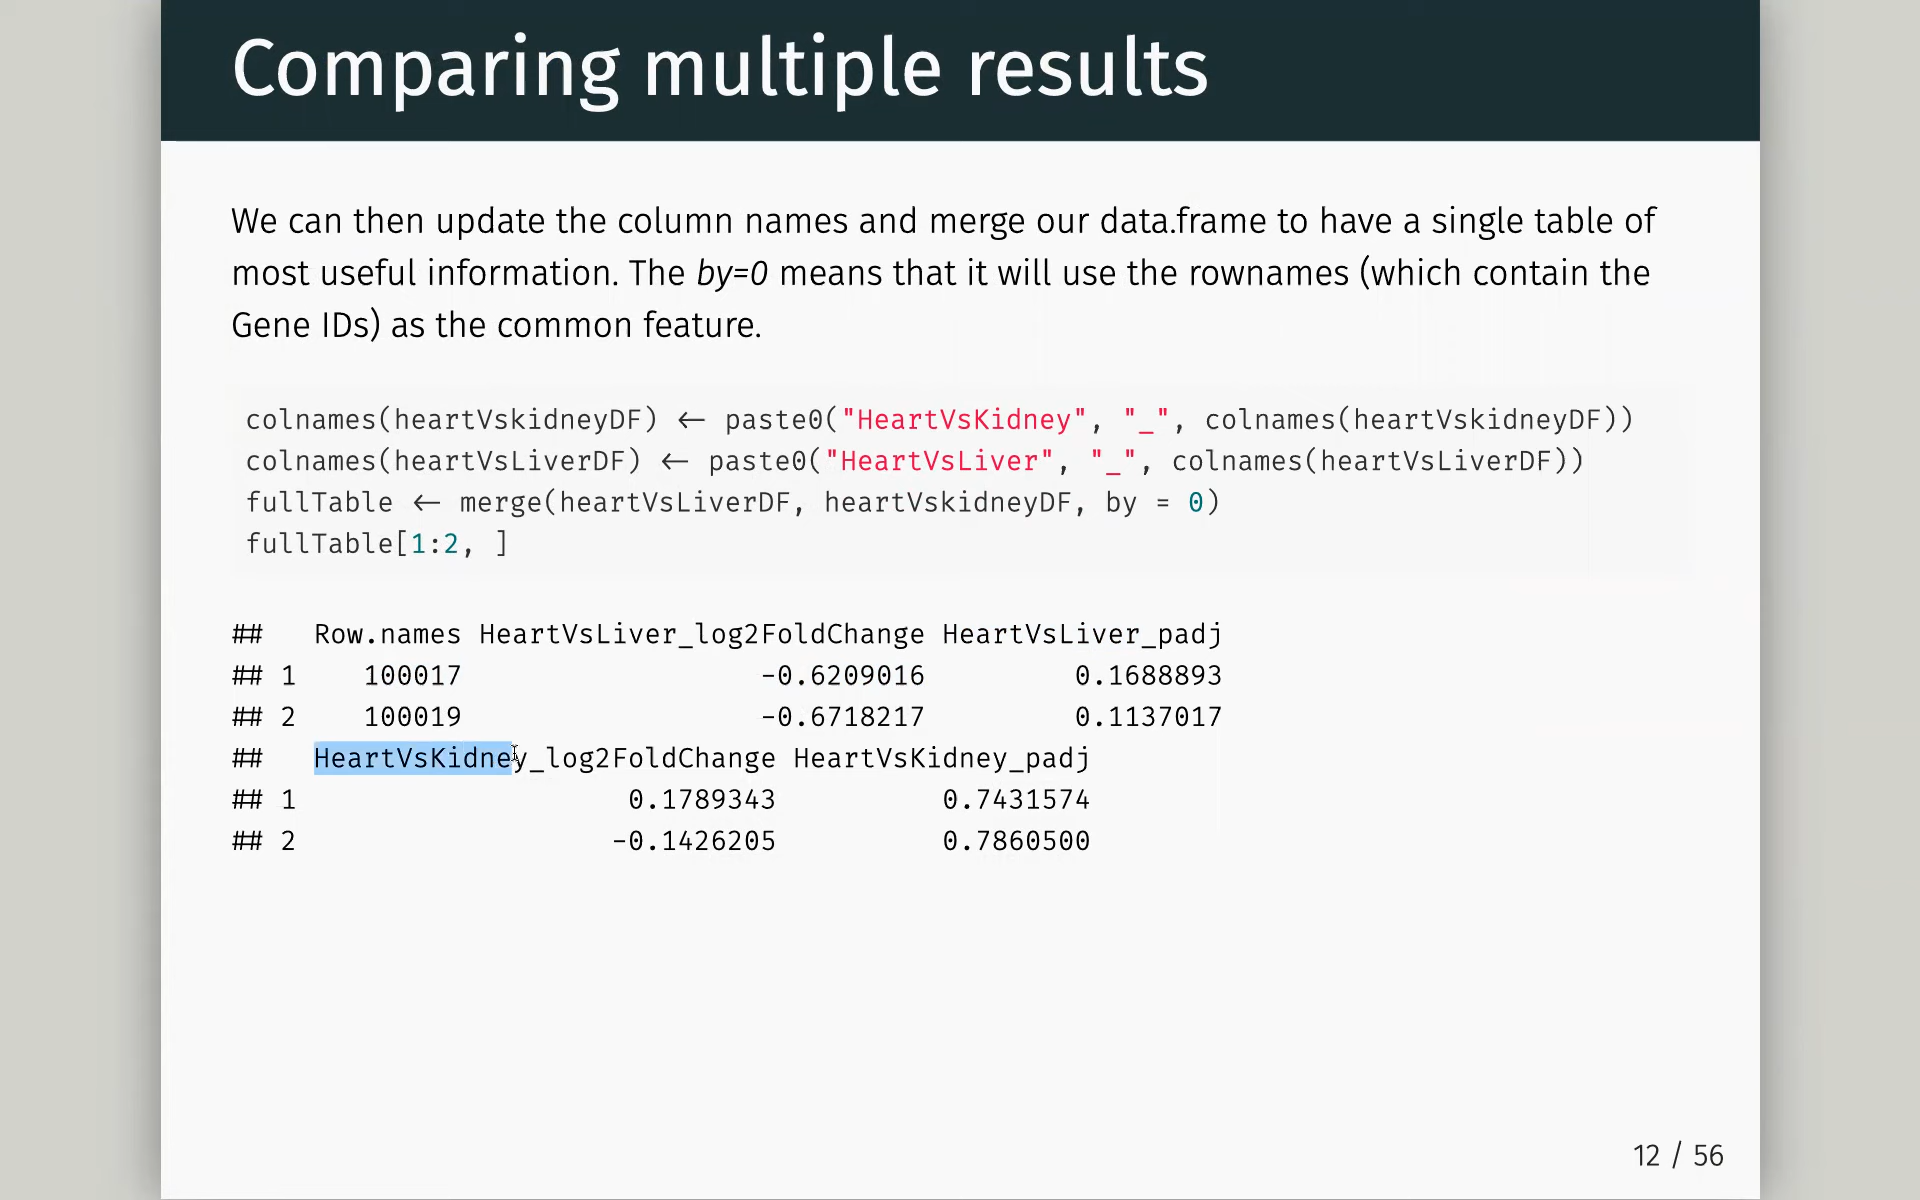 Comparing multiple results
We can then update the column names and merge our data.frame to have a single table of
most useful information. The by=0 means that it will use the rownames (which contain the
Gene IDs) as the common feature.
colnames(heartVskidneyDF) <- paste0("HeartVsKidney", "_", colnames(heartVskidneyDF))
colnames(heartVsLiverDF) <- paste0("HeartVsLiver", "_", colnames(heartVsLiverDF))
fullTable <- merge(heartVsLiverDF, heartVskidneyDF, by = 0)
fullTable[1:2, ]
##   Row.names HeartVsLiver_log2FoldChange HeartVsLiver_padj
## 1    100017                  -0.6209016         0.1688893
## 2    100019                  -0.6718217         0.1137017
##   HeartVsKidney_log2FoldChange HeartVsKidney_padj
## 1                    0.1789343          0.7431574
## 2                   -0.1426205          0.7860500
12 / 56